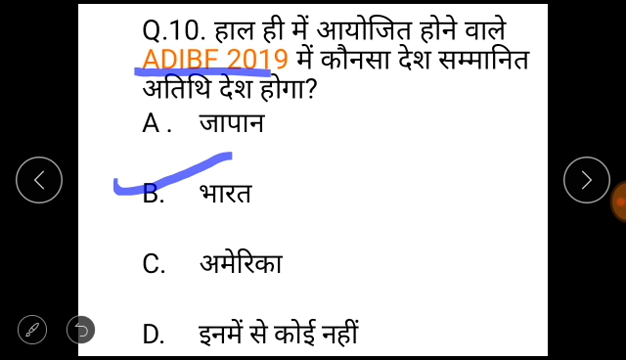 Q.10. हाल ही में आयोजित होने वाले
ADIBF 2019 में कौनसा देश सम्मानित
अतिथि देश होगा?
A . जापान
B. भारत
C. अमेरिका
D. इनमें से कोई नहीं